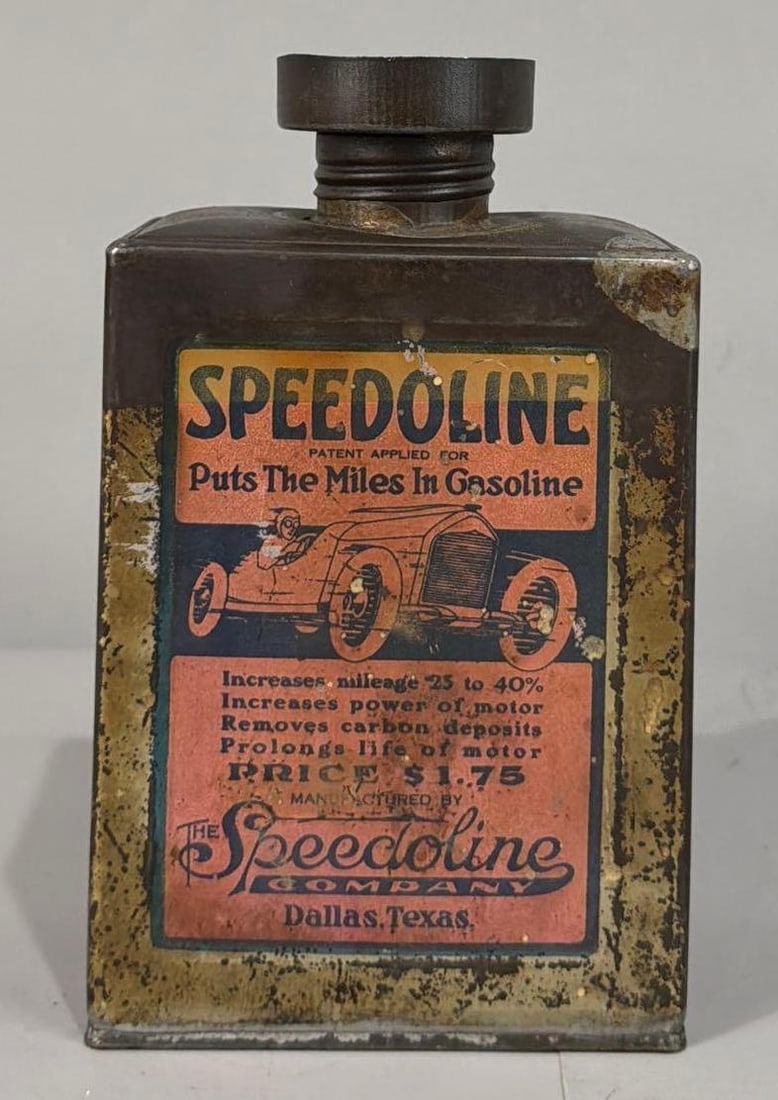 SPEEDOLINE
PATENT APPLIED FOR
Puts The Miles In Gasoline
Increases mileage 25 to 40%
Increases power of motor
Removes carbon deposits
Prolongs life of motor
PRICE $1.75
MANUFACTURED BY
THE Speedoline
COMPANY
Dallas, Texas.